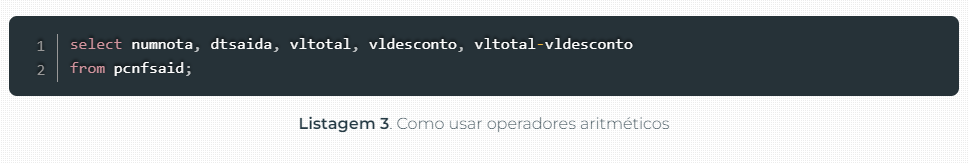 1 select numnota, dtsaida, vltotal, vldesconto, vltotal-vldesconto
2 from pcnfsaid;
Listagem 3. Como usar operadores aritméticos